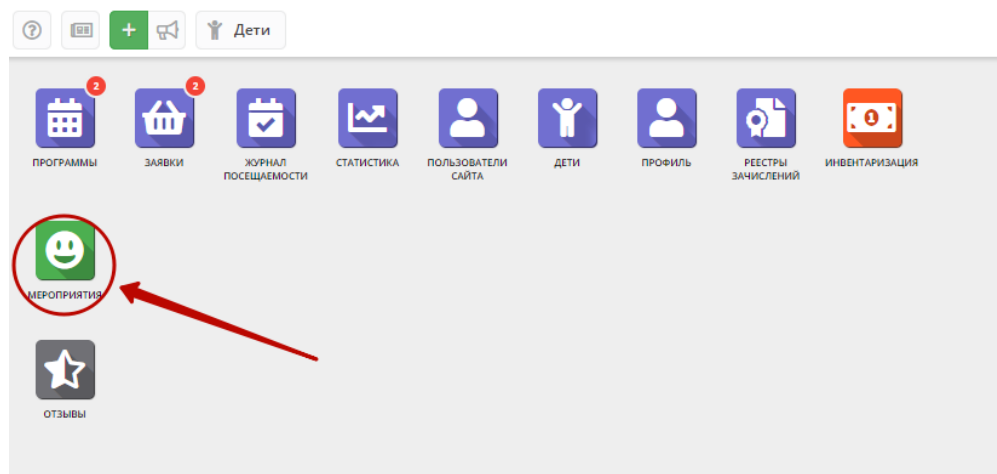 Дети
2
2
ПРОГРАММЫ
ЗАЯВКИ
ЖУРНАЛ
ПОСЕЩАЕМОСТИ
СТАТИСТИКА
ПОЛЬЗОВАТЕЛИ
САЙТА
ДЕТИ
ПРОФИЛЬ
РЕЕСТРЫ
ЗАЧИСЛЕНИЙ
1
ИНВЕНТАРИЗАЦИЯ
МЕРОПРИЯТИЯ
ОТЗЫВЫ